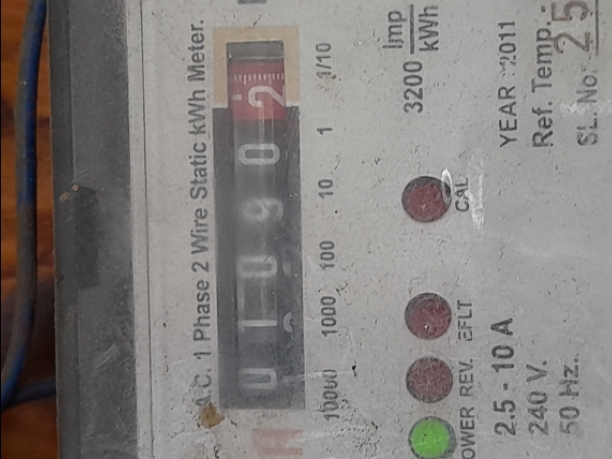 A.C. 1 Phase 2 Wire Static kWh Meter.
0 1 0 9 0 2
10000 1000 100 10 1 1/10
3200 Imp/kWh
CAL
EFLT
REV.
OWER
2.5 - 10 A
240 V.
50 Hz.
YEAR : 2011
Ref. Temp. :
SL. No. 25